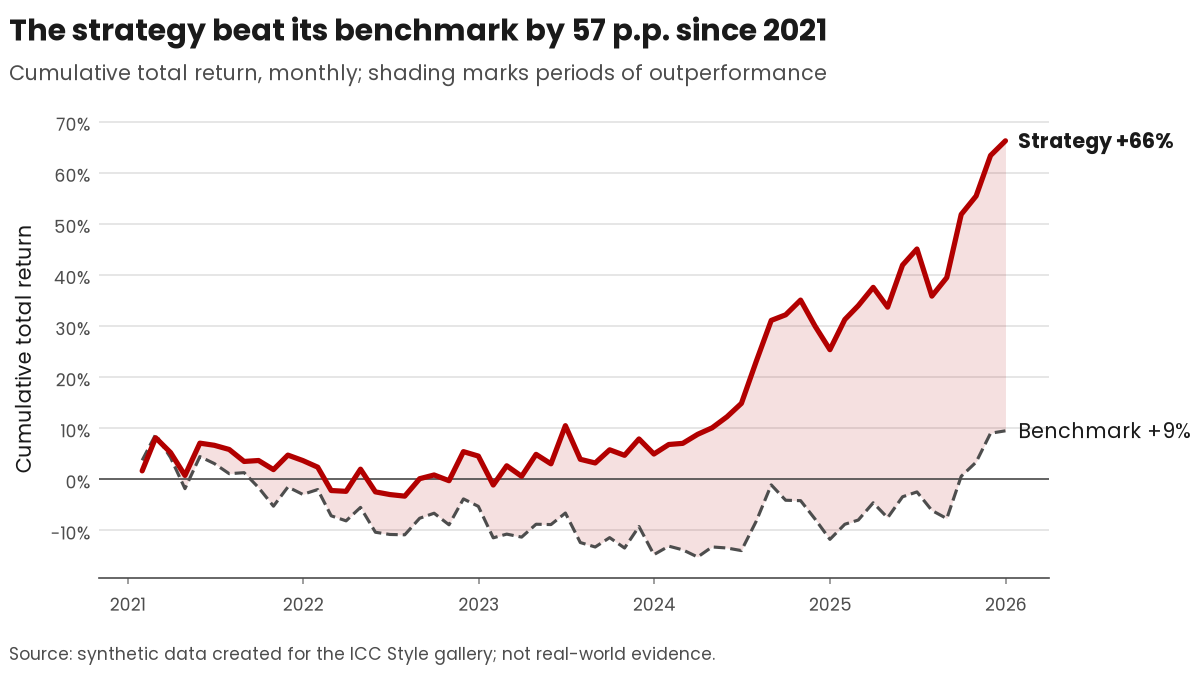 The strategy beat its benchmark by 57 p.p. since 2021
Cumulative total return, monthly; shading marks periods of outperformance
Cumulative total return
70%
60%
50%
40%
30%
20%
10%
0%
−10%
Strategy +66%
Benchmark +9%
2021
2022
2023
2024
2025
2026
Source: synthetic data created for the ICC Style gallery; not real-world evidence.